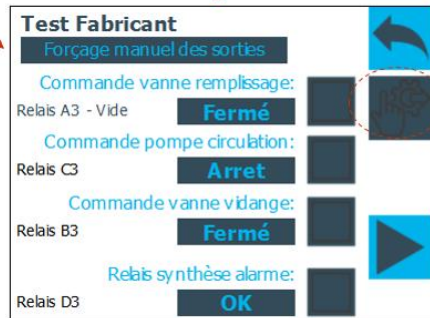 Test Fabricant
Forçage manuel des sorties
Commande vanne remplissage:
Relais A3 - Vide
Fermé
Commande pompe circulation:
Relais C3
Arret
Commande vanne vidange:
Relais B3
Fermé
Relais synthèse alarme:
Relais D3
OK